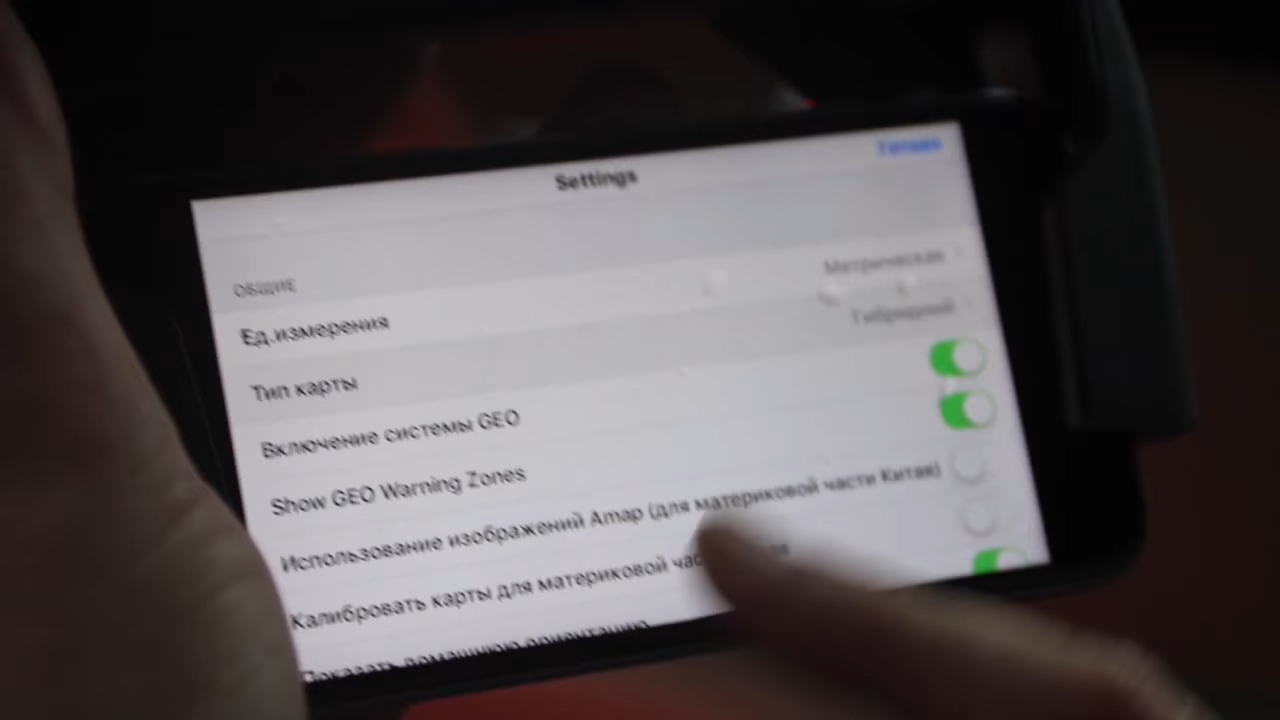 Готово
Settings
ОБЩИЕ
Ед.измерения Метрическая
Тип карты Гибридный
Включение системы GEO
Show GEO Warning Zones
Использование изображений Amap (для материковой части Китая)
Калибровать карты для материковой
Показать домашнюю ориентацию